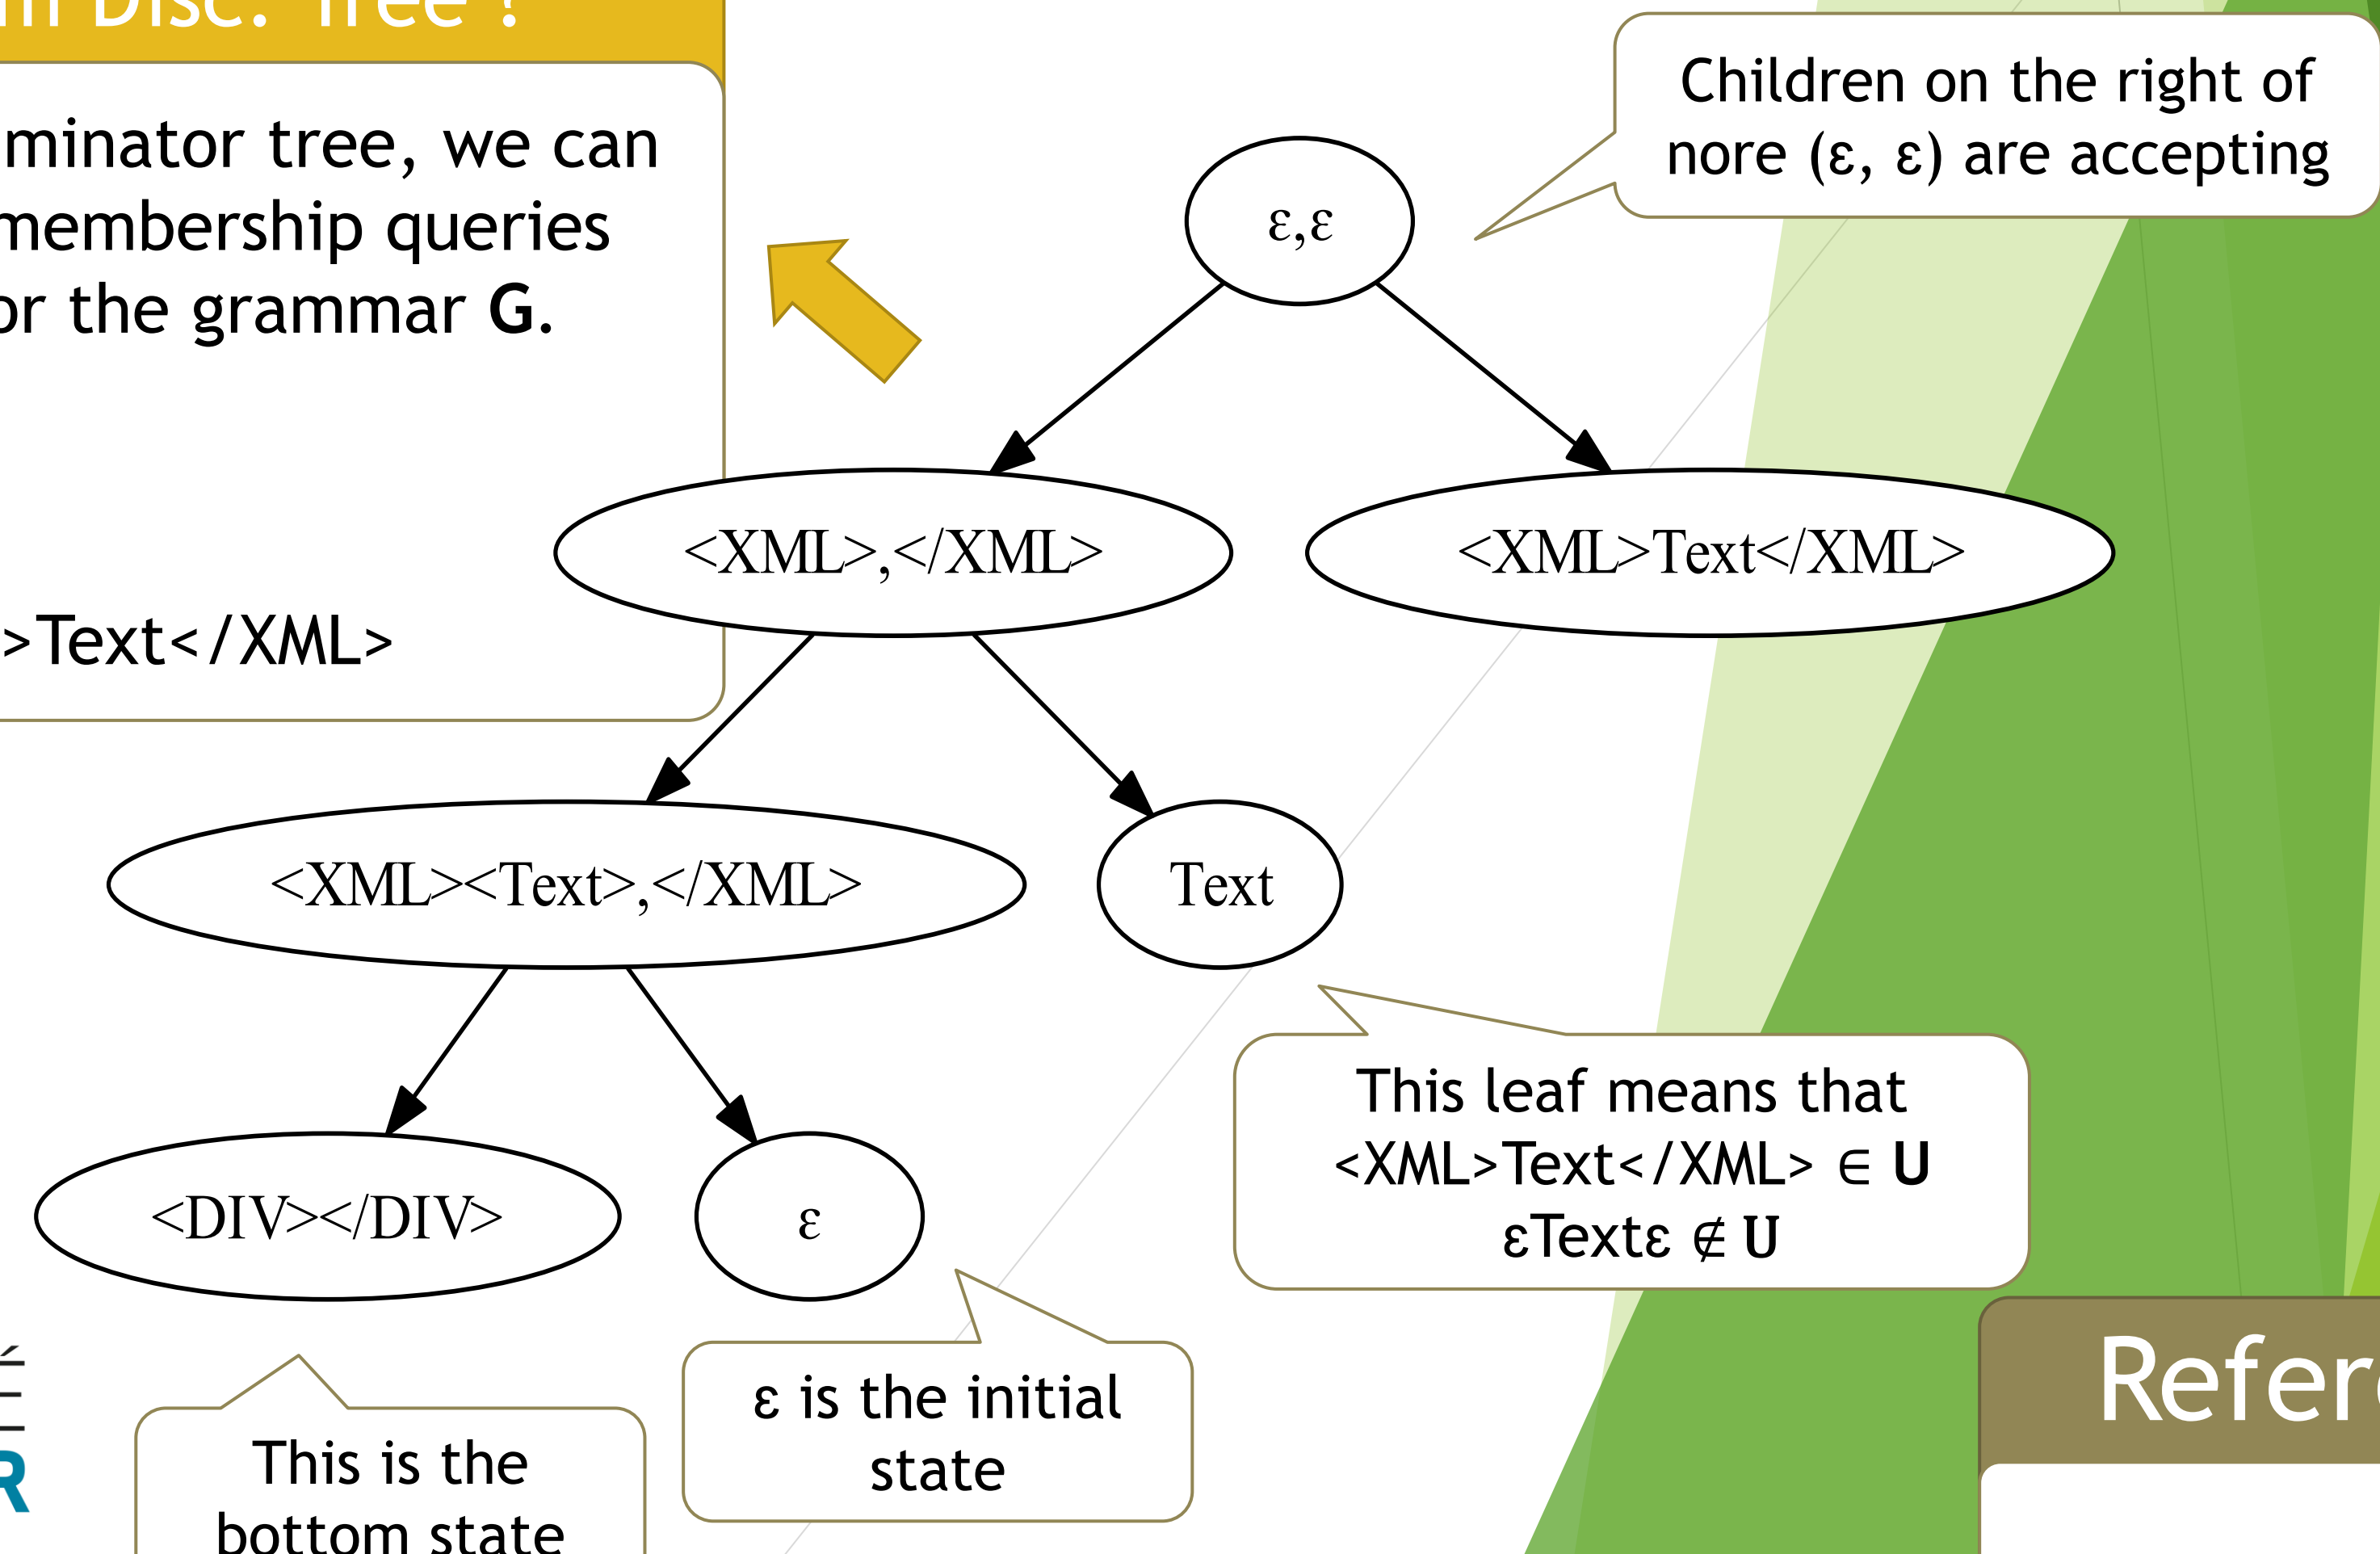 Disc. Tree?
minator tree, we can
membership queries
or the grammar G.
>Text</XML>
Children on the right of
nore (ε, ε) are accepting
ε,ε
<XML>,</XML>
<XML>Text</XML>
<XML><Text>,</XML>
Text
<DIV></DIV>
ε
This leaf means that
<XML>Text</XML> ∈ U
εTextε ∉ U
ε is the initial
state
This is the
bottom state
É
R
Refer